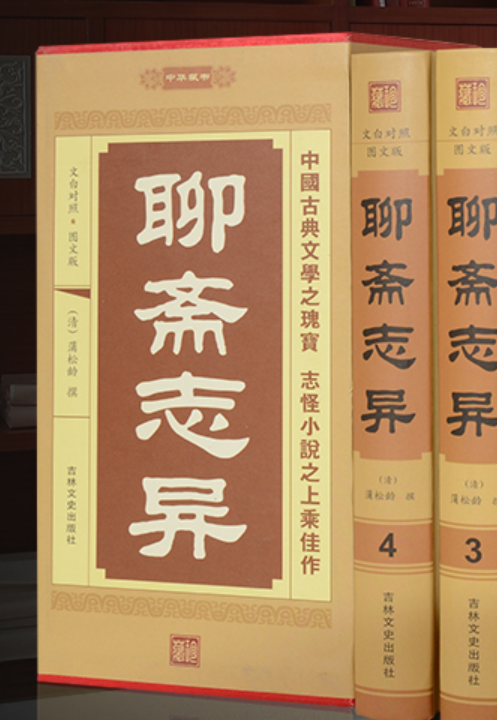 中华藏书
中國古典文學之瑰寶 志怪小說之上乘佳作
聊斋志异
文白对照·图文版
(清)蒲松龄 撰
吉林文史出版社
文白对照
图文版
聊斋志异
(清)
蒲松龄 撰
4
吉林文史出版社
文白对照
图文版
聊斋志异
(清)
蒲松龄
3
吉林文史出版社